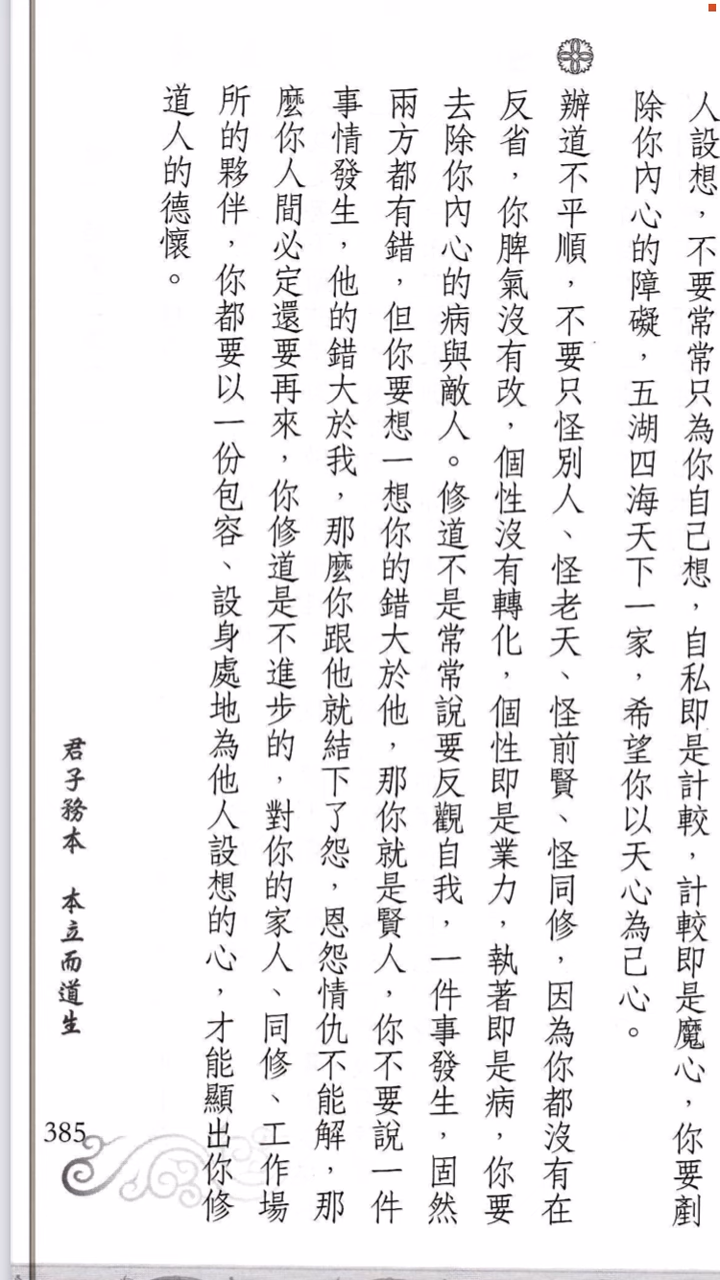 人設想，不要常常只為你自己想，自私即是計較，計較即是魔心，你要剷
除你內心的障礙，五湖四海天下一家，希望你以天心為己心。
辦道不平順，不要只怪別人、怪老天、怪前賢、怪同修，因為你都沒有在
反省，你脾氣沒有改，個性沒有轉化，個性即是業力，執著即是病，你要
去除你內心的病與敵人。修道不是常常說要反觀自我，一件事發生，固然
兩方都有錯，但你要想一想你的錯大於他，那你就是賢人，你不要說一件
事情發生，他的錯大於我，那麼你跟他就結下了怨，恩怨情仇不能解，那
麼你人間必定還要再來，你修道是不進步的，對你的家人、同修、工作場
所的夥伴，你都要以一份包容、設身處地為他人設想的心，才能顯出你修
道人的德懷。
君子務本　本立而道生
385